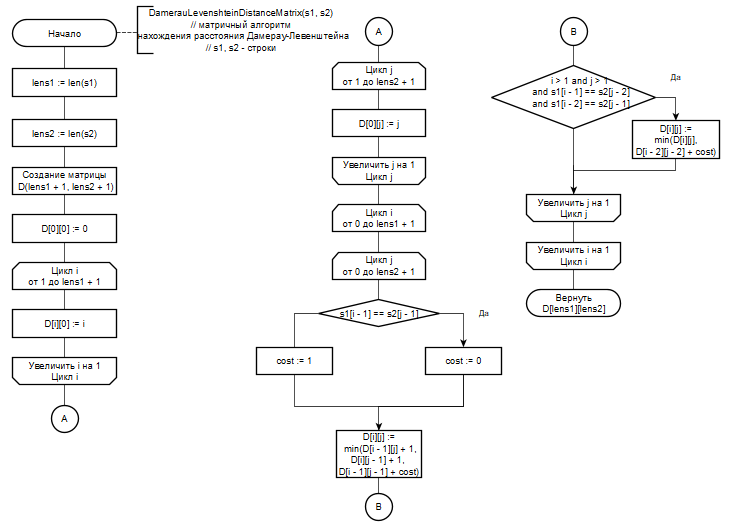 Начало
DamerauLevenshteinDistanceMatrix(s1, s2)
// матричный алгоритм
нахождения расстояния Дамерау-Левенштейна
// s1, s2 - строки
lens1 := len(s1)
lens2 := len(s2)
Создание матрицы
D(lens1 + 1, lens2 + 1)
D[0][0] := 0
Цикл i
от 1 до lens1 + 1
D[i][0] := i
Увеличить i на 1
Цикл i
A
A
Цикл j
от 1 до lens2 + 1
D[0][j] := j
Увеличить j на 1
Цикл j
Цикл i
от 0 до lens1 + 1
Цикл j
от 0 до lens2 + 1
s1[i - 1] == s2[j - 1]
Да
cost := 1
cost := 0
D[i][j] :=
min(D[i - 1][j] + 1,
D[i][j - 1] + 1,
D[i - 1][j - 1] + cost)
B
B
i > 1 and j > 1
and s1[i - 1] == s2[j - 2]
and s1[i - 2] == s2[j - 1]
Да
D[i][j] :=
min(D[i][j],
D[i - 2][j - 2] + cost)
Увеличить j на 1
Цикл j
Увеличить i на 1
Цикл i
Вернуть
D[lens1][lens2]